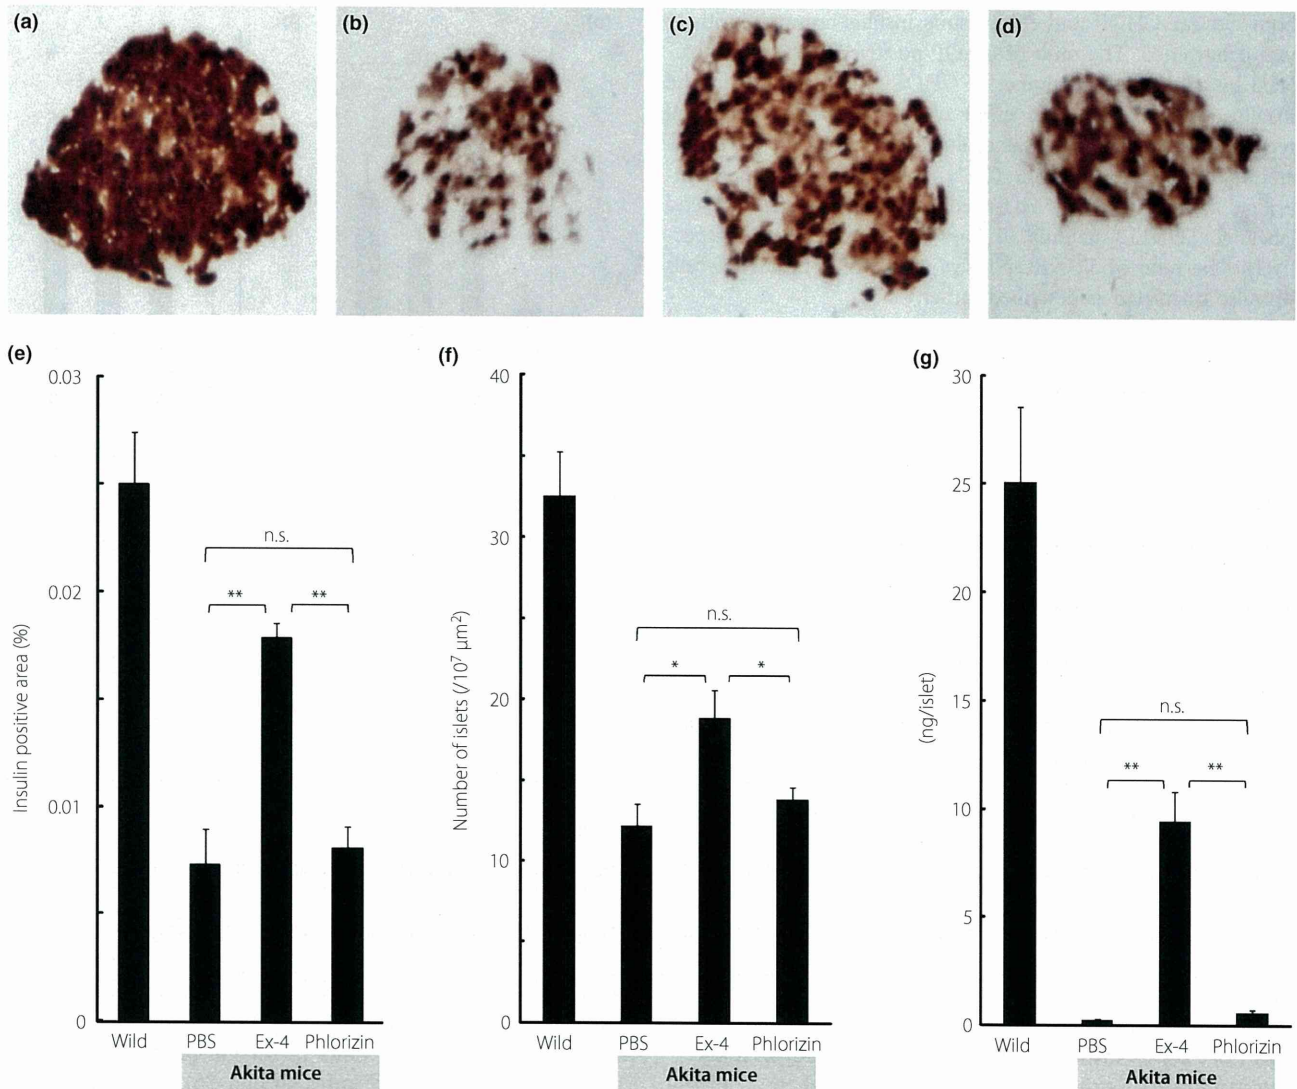 (a)
(b)
(c)
(d)
(e)
0.03
0.02
0.01
0
Insulin positive area (%)
n.s.
**
**
Wild
PBS
Ex-4
Phlorizin
Akita mice
(f)
40
30
20
10
0
Number of islets (/10⁷ μm²)
n.s.
*
*
Wild
PBS
Ex-4
Phlorizin
Akita mice
(g)
30
25
20
15
10
5
0
(ng/islet)
n.s.
**
**
Wild
PBS
Ex-4
Phlorizin
Akita mice